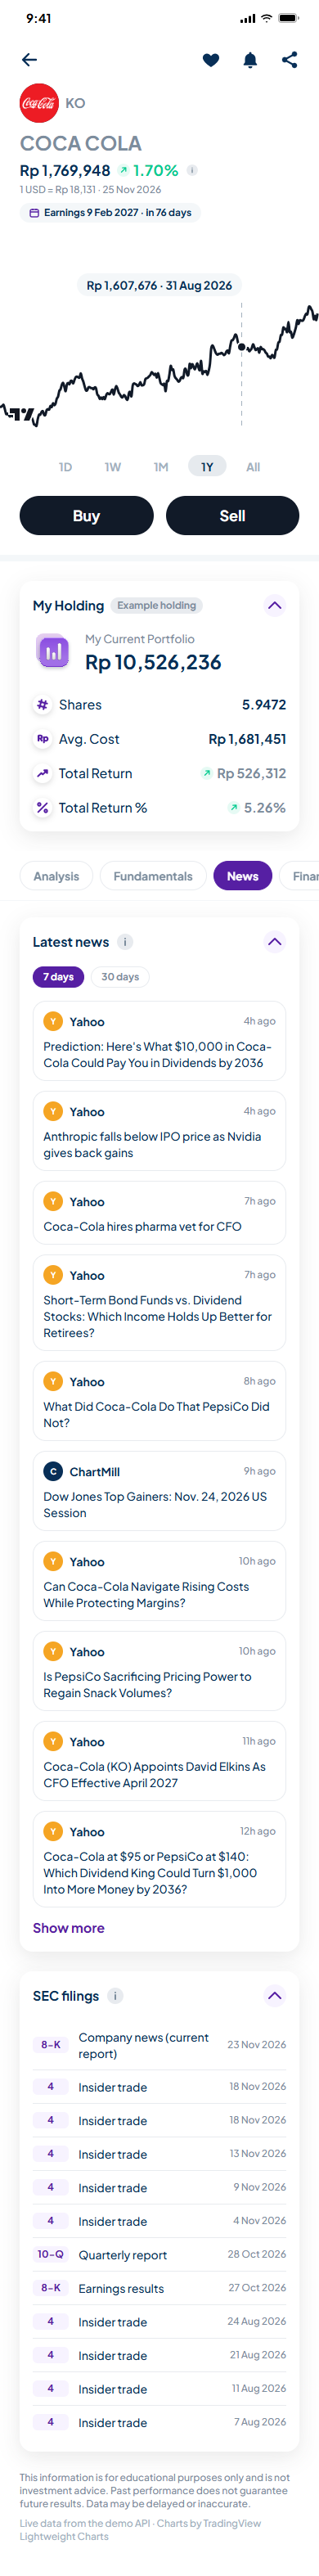 9:41
Coca-Cola
KO
COCA COLA
Rp 1,769,948 1.70% i
1 USD = Rp 18,131 · 25 Nov 2026
Earnings 9 Feb 2027 · in 76 days
Rp 1,607,676 · 31 Aug 2026
1D 1W 1M 1Y All
Buy Sell
My Holding Example holding
My Current Portfolio
Rp 10,526,236
Shares 5.9472
Rp Avg. Cost Rp 1,681,451
Total Return Rp 526,312
Total Return % 5.26%
Analysis Fundamentals News Finan
Latest news i
7 days 30 days
Y Yahoo 4h ago
Prediction: Here's What $10,000 in Coca-
Cola Could Pay You in Dividends by 2036
Y Yahoo 4h ago
Anthropic falls below IPO price as Nvidia
gives back gains
Y Yahoo 7h ago
Coca-Cola hires pharma vet for CFO
Y Yahoo 7h ago
Short-Term Bond Funds vs. Dividend
Stocks: Which Income Holds Up Better for
Retirees?
Y Yahoo 8h ago
What Did Coca-Cola Do That PepsiCo Did
Not?
C ChartMill 9h ago
Dow Jones Top Gainers: Nov. 24, 2026 US
Session
Y Yahoo 10h ago
Can Coca-Cola Navigate Rising Costs
While Protecting Margins?
Y Yahoo 10h ago
Is PepsiCo Sacrificing Pricing Power to
Regain Snack Volumes?
Y Yahoo 11h ago
Coca-Cola (KO) Appoints David Elkins As
CFO Effective April 2027
Y Yahoo 12h ago
Coca-Cola at $95 or PepsiCo at $140:
Which Dividend King Could Turn $1,000
Into More Money by 2036?
Show more
SEC filings i
8-K Company news (current
report) 23 Nov 2026
4 Insider trade 18 Nov 2026
4 Insider trade 18 Nov 2026
4 Insider trade 13 Nov 2026
4 Insider trade 9 Nov 2026
4 Insider trade 4 Nov 2026
10-Q Quarterly report 28 Oct 2026
8-K Earnings results 27 Oct 2026
4 Insider trade 24 Aug 2026
4 Insider trade 21 Aug 2026
4 Insider trade 11 Aug 2026
4 Insider trade 7 Aug 2026
This information is for educational purposes only and is not
investment advice. Past performance does not guarantee
future results. Data may be delayed or inaccurate.
Live data from the demo API · Charts by TradingView
Lightweight Charts